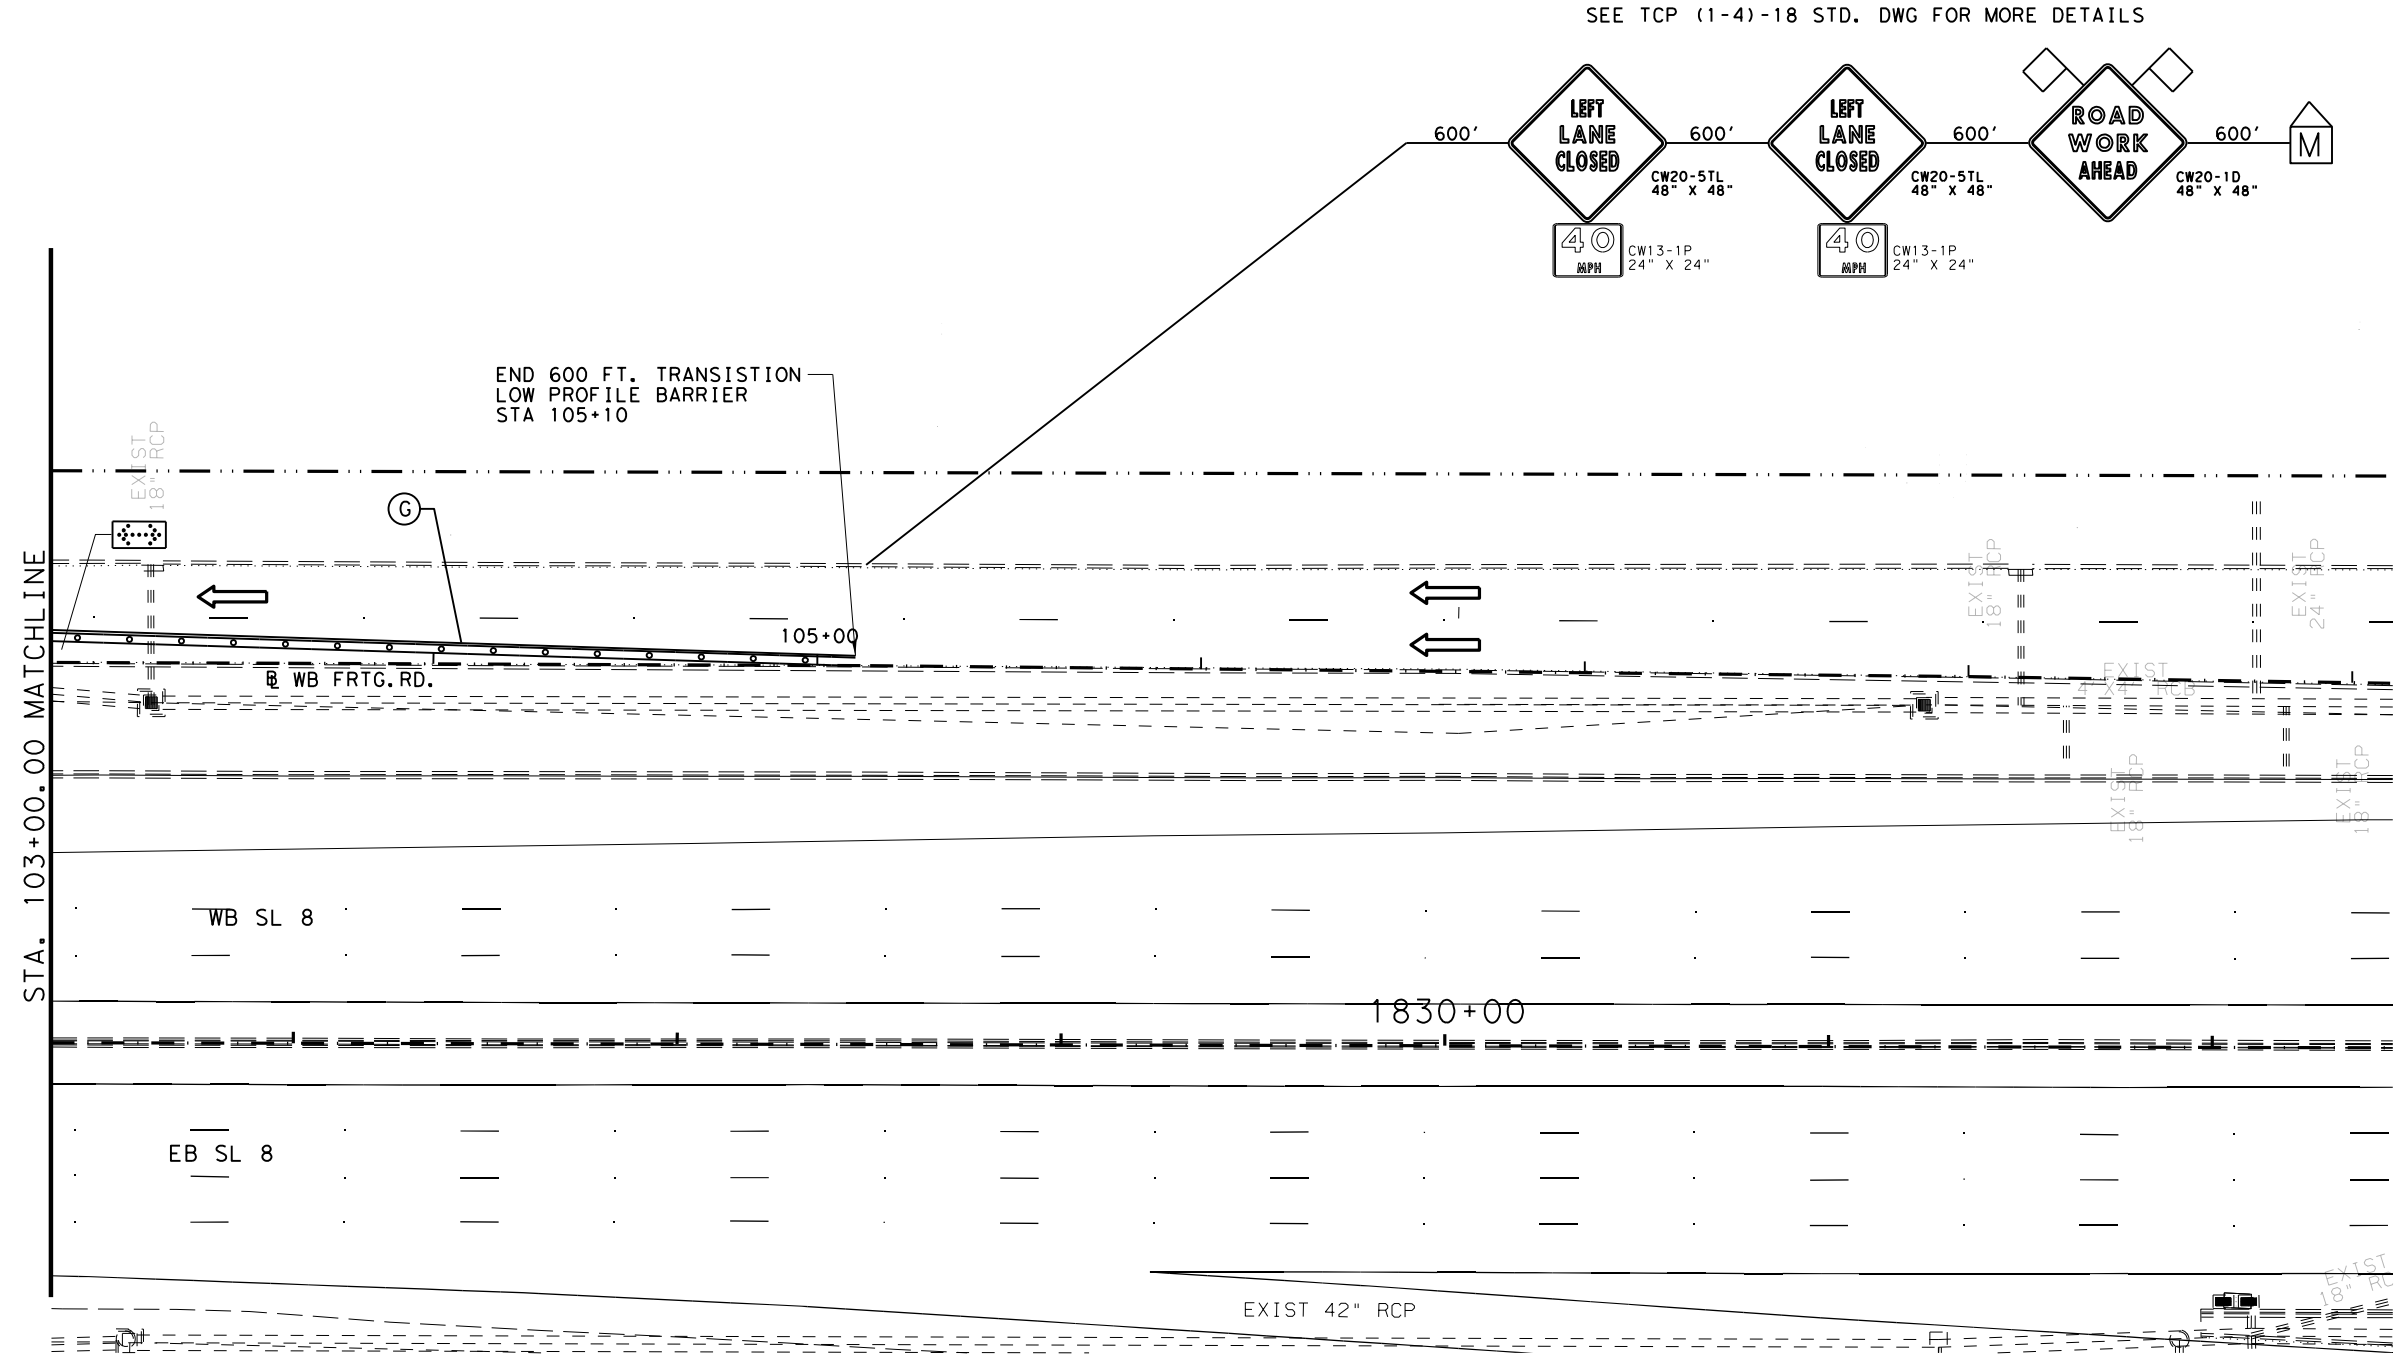 SEE TCP (1-4)-18 STD. DWG FOR MORE DETAILS
600'
LEFT
LANE
CLOSED
CW20-5TL
48" X 48"
40
MPH
CW13-1P
24" X 24"
600'
LEFT
LANE
CLOSED
CW20-5TL
48" X 48"
40
MPH
CW13-1P
24" X 24"
600'
ROAD
WORK
AHEAD
CW20-1D
48" X 48"
600'
M
END 600 FT. TRANSISTION
LOW PROFILE BARRIER
STA 105+10
EXIST
18" RCP
G
STA. 103+00.00 MATCHLINE
105+00
BL WB FRTG.RD.
EXIST
18" RCP
EXIST
24" RCP
EXIST
4'X4' RCB
EXIST
18" RCP
EXIST
18" RCP
WB SL 8
1830+00
EB SL 8
EXIST 42" RCP
EXIST
18"